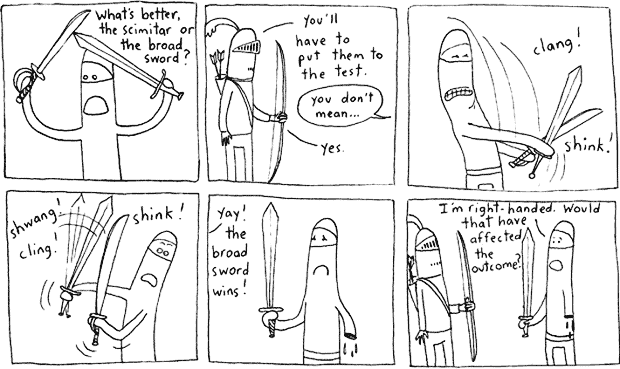 What's better,
the scimitar or
the broad
sword?
you'll
have to
put them to
the test.
you don't
mean...
yes.
clang!
shink!
shwang!
cling!
shink!
yay!
the
broad
sword
wins!
I'm right-handed. Would
that have
affected
the
outcome?